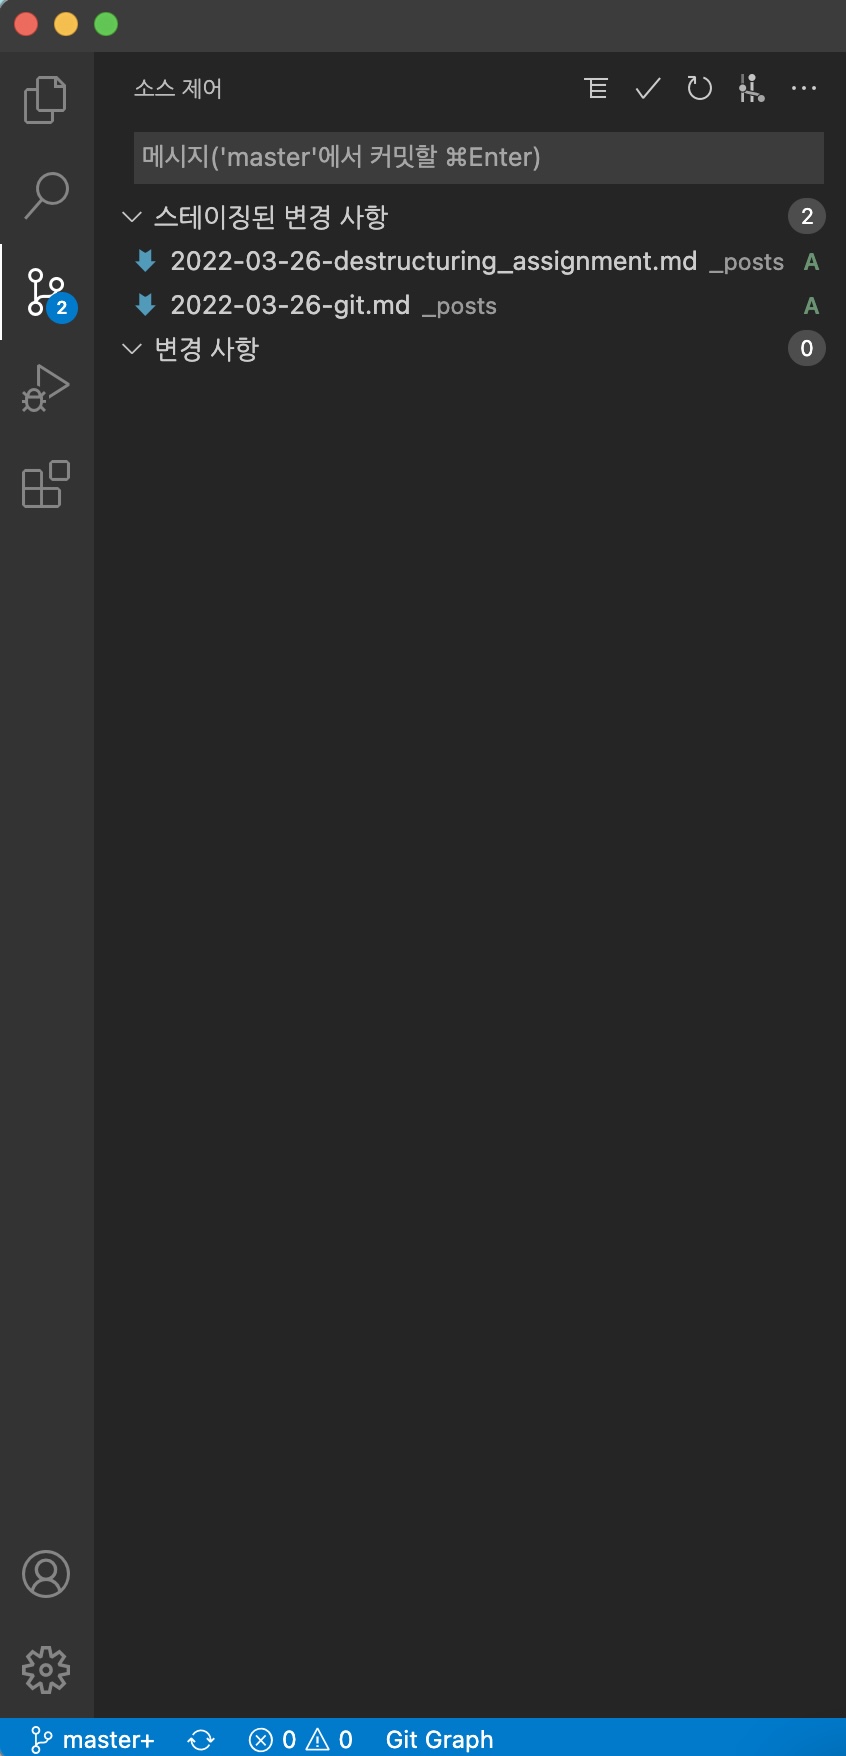 소스 제어
메시지('master'에서 커밋할 ⌘Enter)
스테이징된 변경 사항 2
2022-03-26-destructuring_assignment.md _posts A
2022-03-26-git.md _posts A
2
변경 사항 0
master+ 0 0 Git Graph